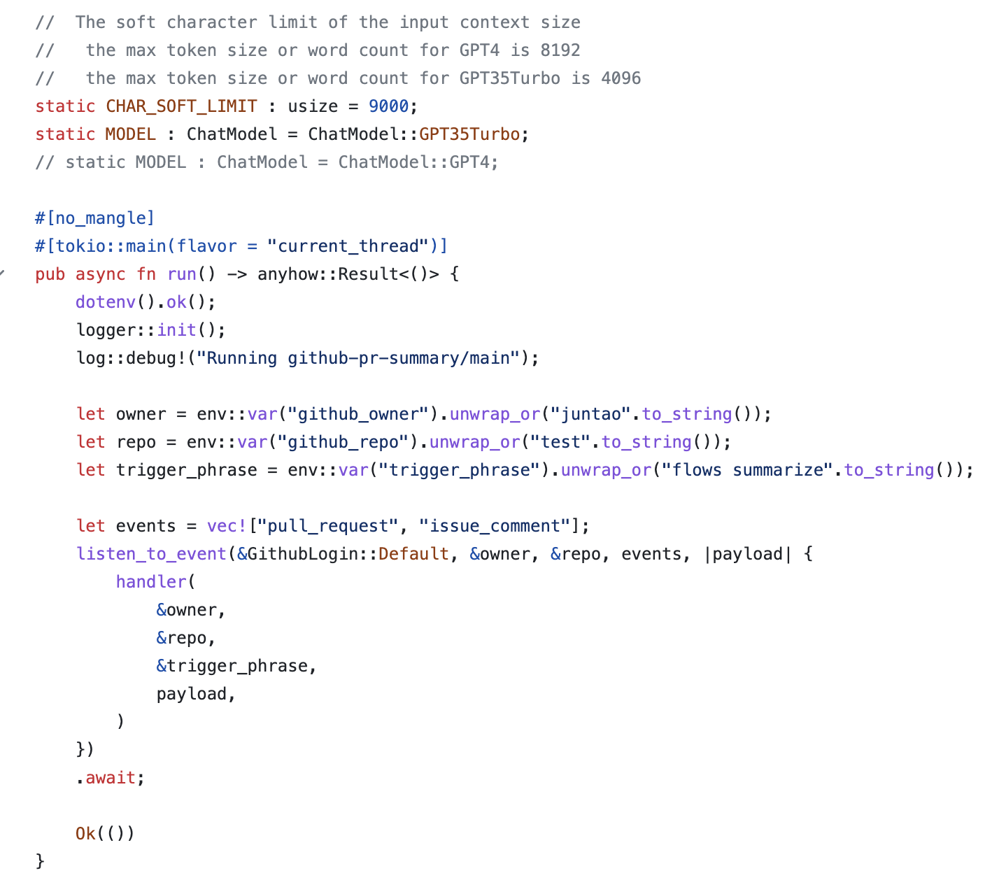 //  The soft character limit of the input context size
//   the max token size or word count for GPT4 is 8192
//   the max token size or word count for GPT35Turbo is 4096
static CHAR_SOFT_LIMIT : usize = 9000;
static MODEL : ChatModel = ChatModel::GPT35Turbo;
// static MODEL : ChatModel = ChatModel::GPT4;

#[no_mangle]
#[tokio::main(flavor = "current_thread")]
pub async fn run() -> anyhow::Result<()> {
    dotenv().ok();
    logger::init();
    log::debug!("Running github-pr-summary/main");

    let owner = env::var("github_owner").unwrap_or("juntao".to_string());
    let repo = env::var("github_repo").unwrap_or("test".to_string());
    let trigger_phrase = env::var("trigger_phrase").unwrap_or("flows summarize".to_string());

    let events = vec!["pull_request", "issue_comment"];
    listen_to_event(&GithubLogin::Default, &owner, &repo, events, |payload| {
        handler(
            &owner,
            &repo,
            &trigger_phrase,
            payload,
        )
    })
    .await;

    Ok(())
}